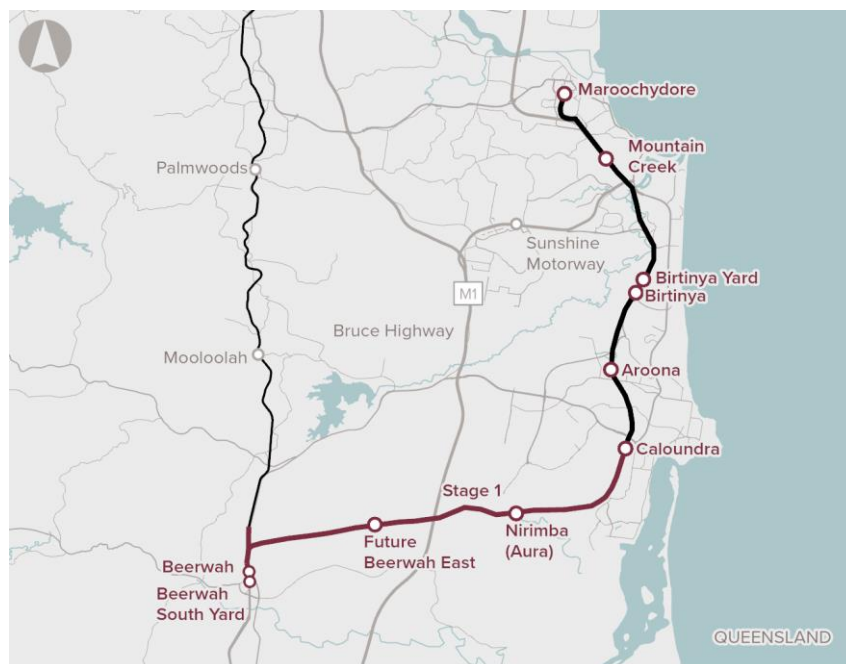 Maroochydore
Mountain
Creek
Palmwoods
Sunshine
Motorway
Birtinya Yard
M1
Birtinya
Bruce Highway
Mooloolah
Aroona
Caloundra
Stage 1
Nirimba
(Aura)
Future
Beerwah East
Beerwah
Beerwah
South Yard
QUEENSLAND